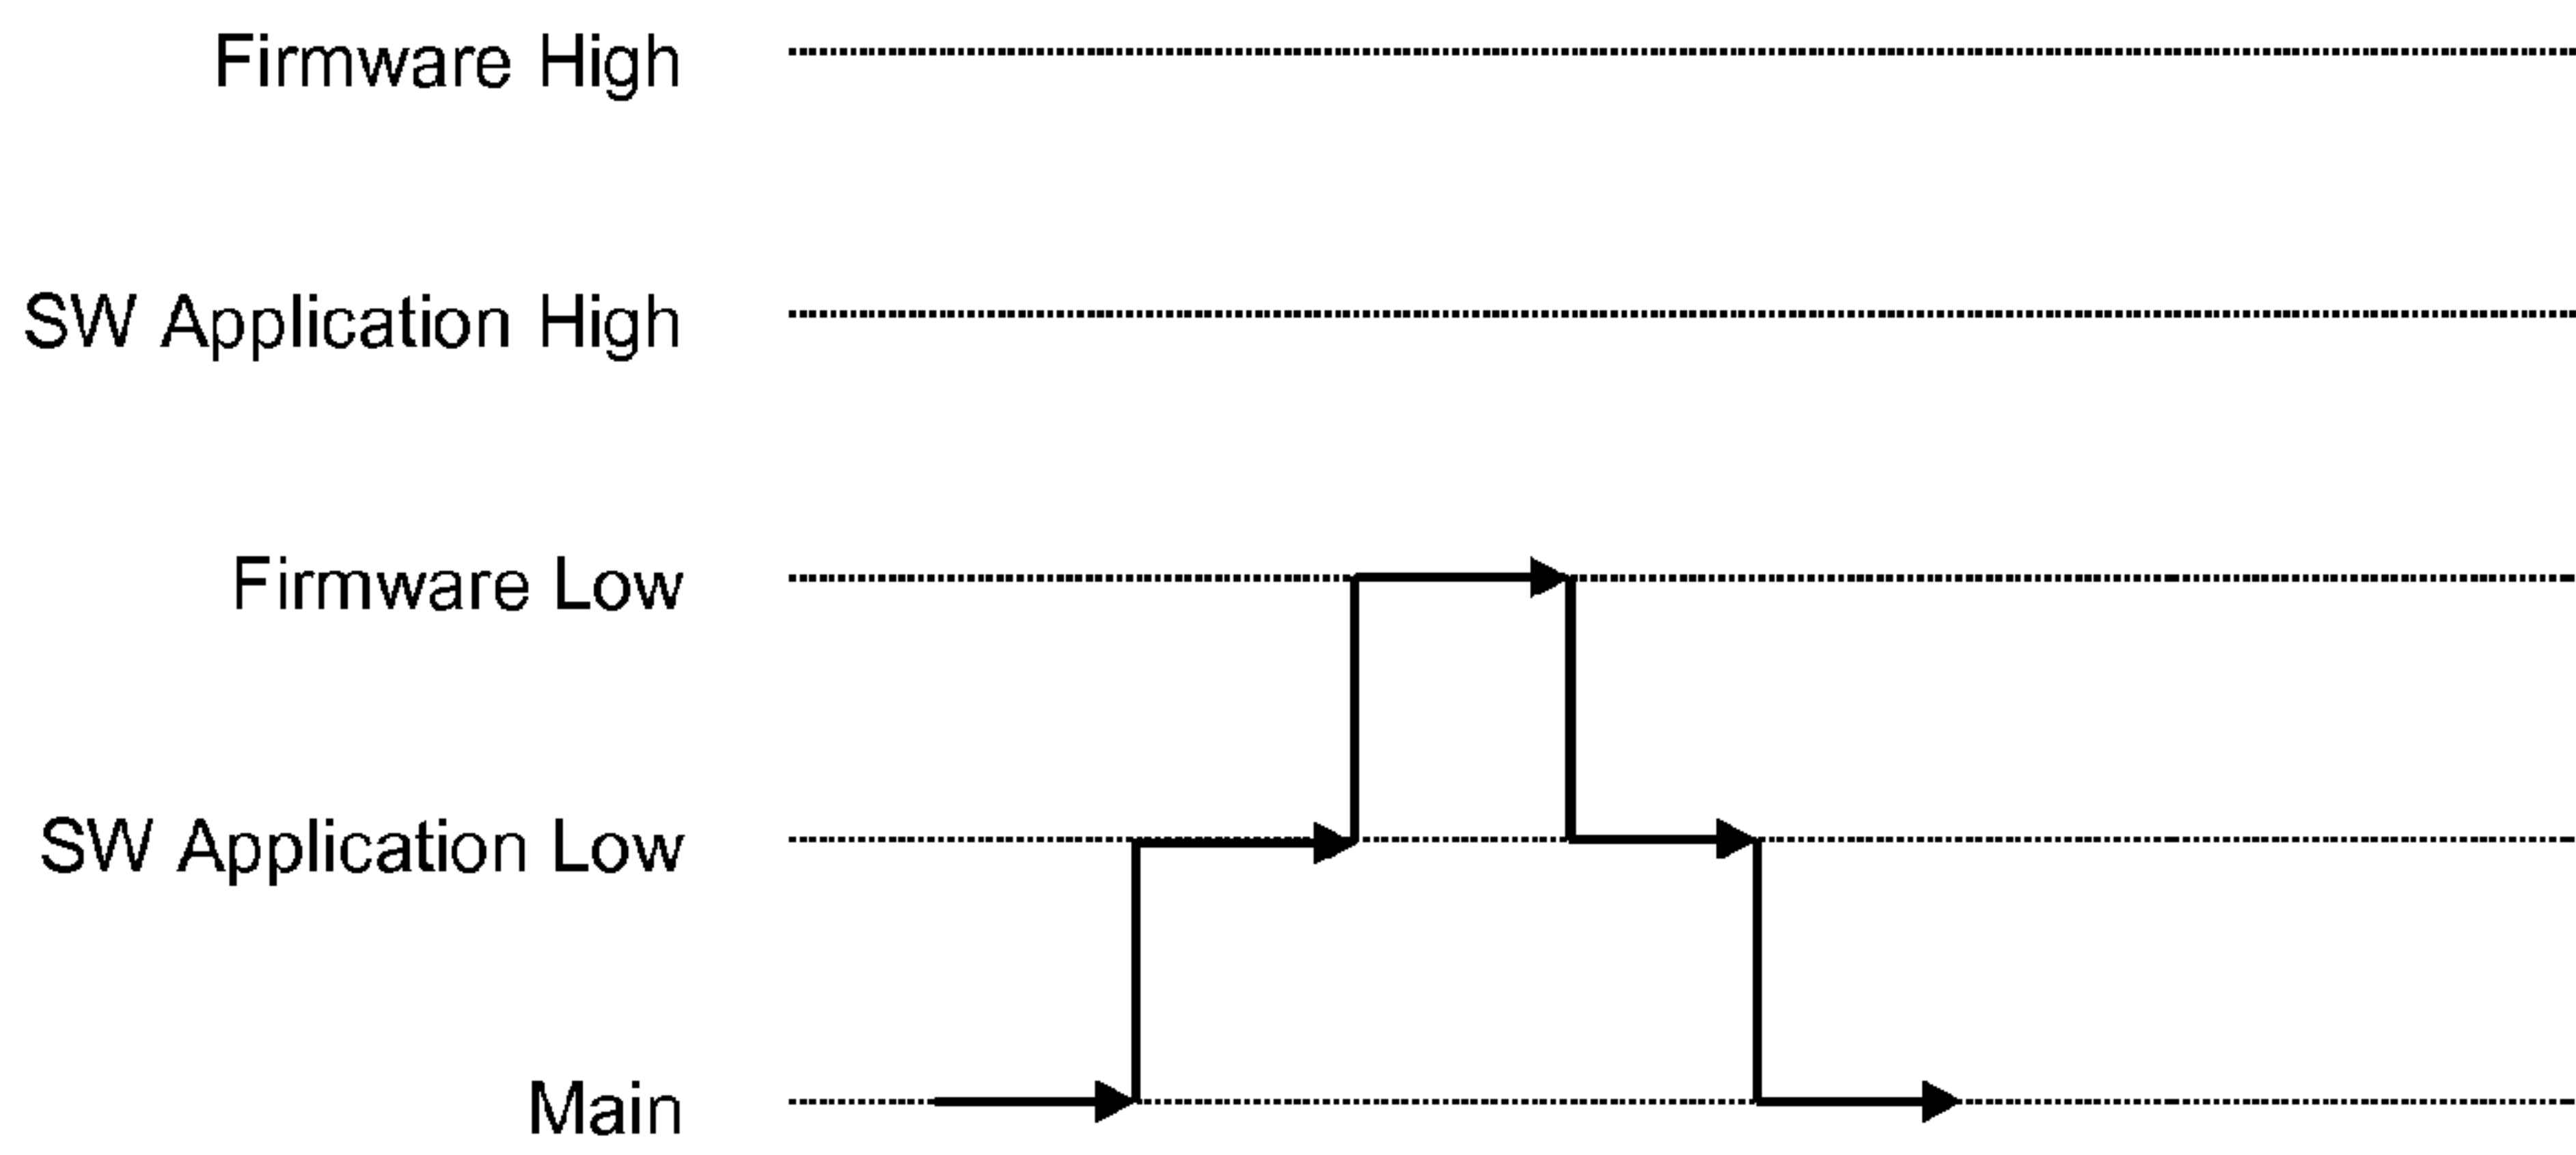 Firmware High
SW Application High
Firmware Low
SW Application Low
Main